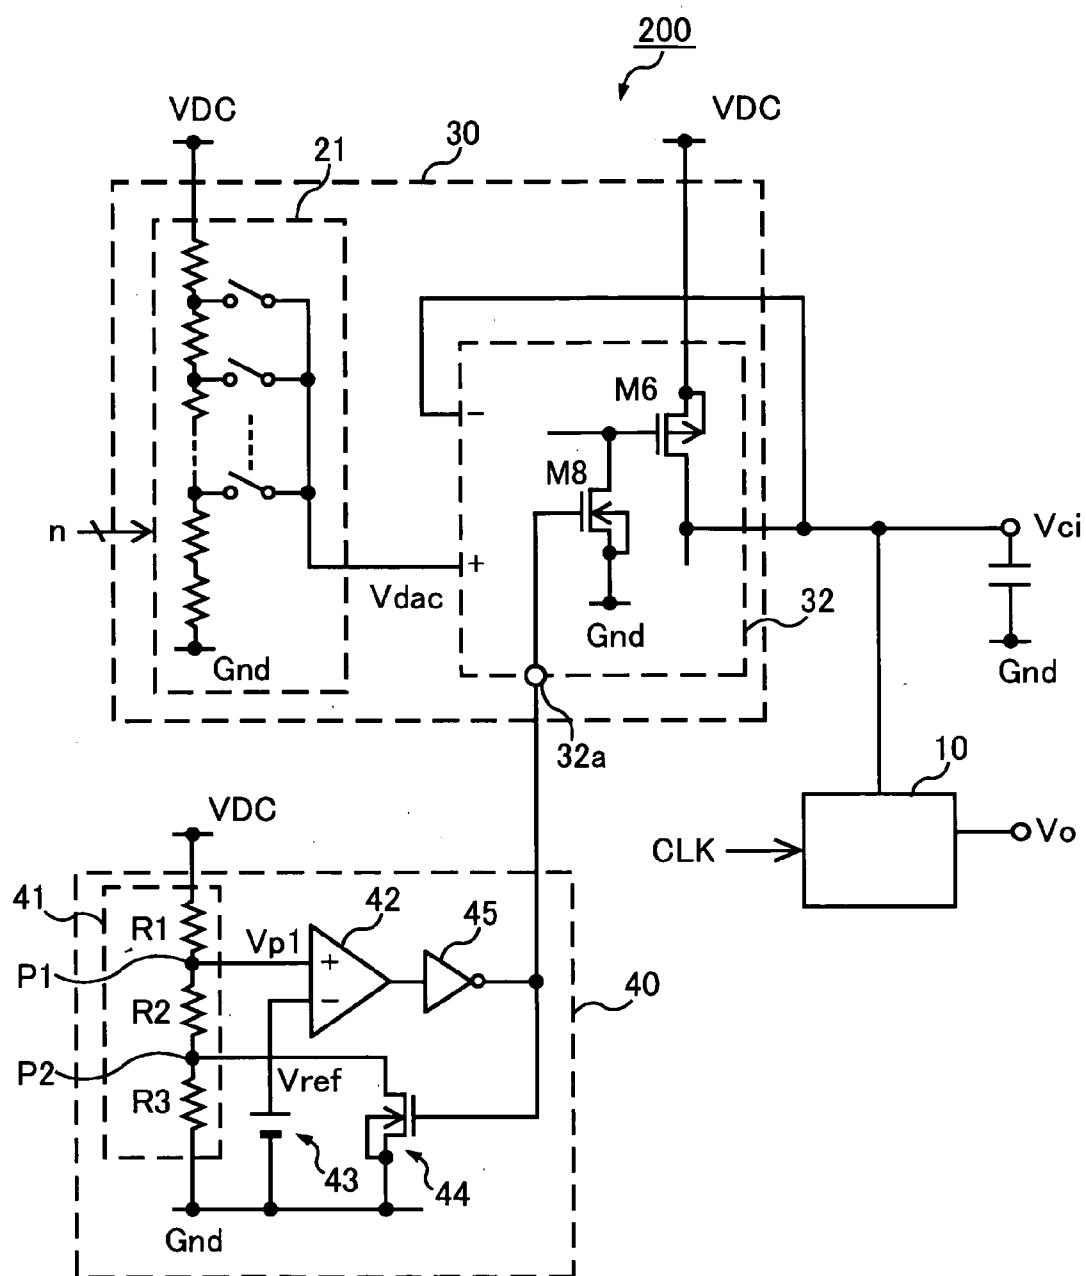 200
VDC
VDC
30
21
M6
−
M8
n
Vci
+
Vdac
32
Gnd
Gnd
Gnd
32a
10
VDC
Vo
CLK
41
42
45
R1
Vp1
+
P1
−
40
R2
P2
Vref
R3
43
44
Gnd